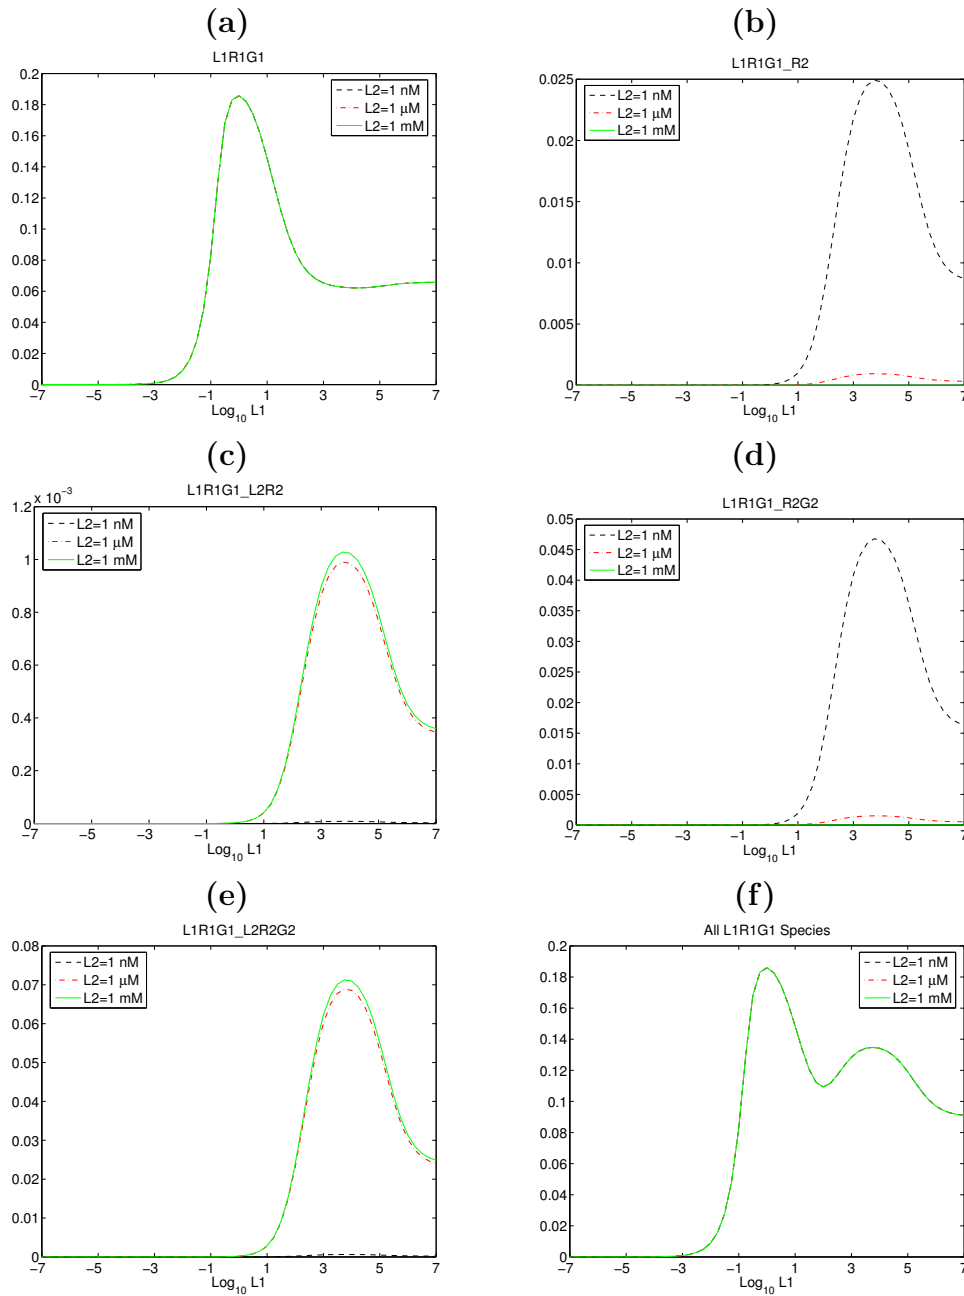 (a)
L1R1G1
0.2
0.18
0.16
0.14
0.12
0.1
0.08
0.06
0.04
0.02
0
−7 −5 −3 −1 1 3 5 7
Log10 L1
L2=1 nM
L2=1 μM
L2=1 mM
(b)
L1R1G1_R2
0.025
0.02
0.015
0.01
0.005
0
−7 −5 −3 −1 1 3 5 7
Log10 L1
L2=1 nM
L2=1 μM
L2=1 mM
(c)
L1R1G1_L2R2
x 10−3
1.2
1
0.8
0.6
0.4
0.2
0
−7 −5 −3 −1 1 3 5 7
Log10 L1
L2=1 nM
L2=1 μM
L2=1 mM
(d)
L1R1G1_R2G2
0.05
0.045
0.04
0.035
0.03
0.025
0.02
0.015
0.01
0.005
0
−7 −5 −3 −1 1 3 5 7
Log10 L1
L2=1 nM
L2=1 μM
L2=1 mM
(e)
L1R1G1_L2R2G2
0.08
0.07
0.06
0.05
0.04
0.03
0.02
0.01
0
−7 −5 −3 −1 1 3 5 7
Log10 L1
L2=1 nM
L2=1 μM
L2=1 mM
(f)
All L1R1G1 Species
0.2
0.18
0.16
0.14
0.12
0.1
0.08
0.06
0.04
0.02
0
−7 −5 −3 −1 1 3 5 7
Log10 L1
L2=1 nM
L2=1 μM
L2=1 mM